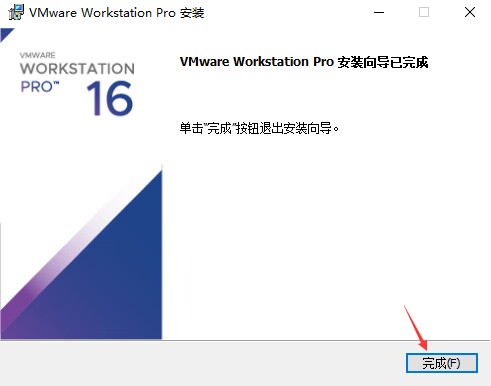 VMware Workstation Pro 安装
VMWARE
WORKSTATION
PRO™ 16
VMware Workstation Pro 安装向导已完成
单击"完成"按钮退出安装向导。
完成(F)